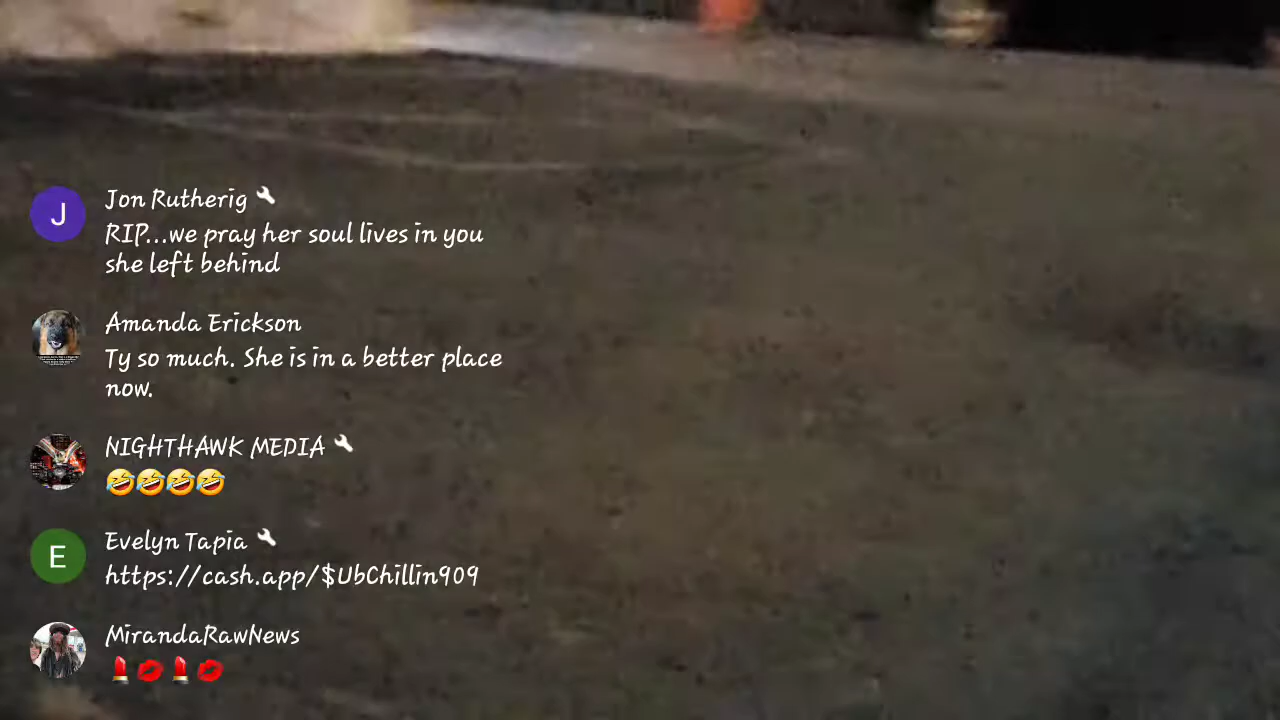 J
Jon Rutherig
RIP...we pray her soul lives in you
she left behind
Amanda Erickson
Ty so much. She is in a better place
now.
NIGHTHAWK MEDIA
🤣🤣🤣🤣
E
Evelyn Tapia
https://cash.app/$UbChillin909
MirandaRawNews
💄💋💄💋